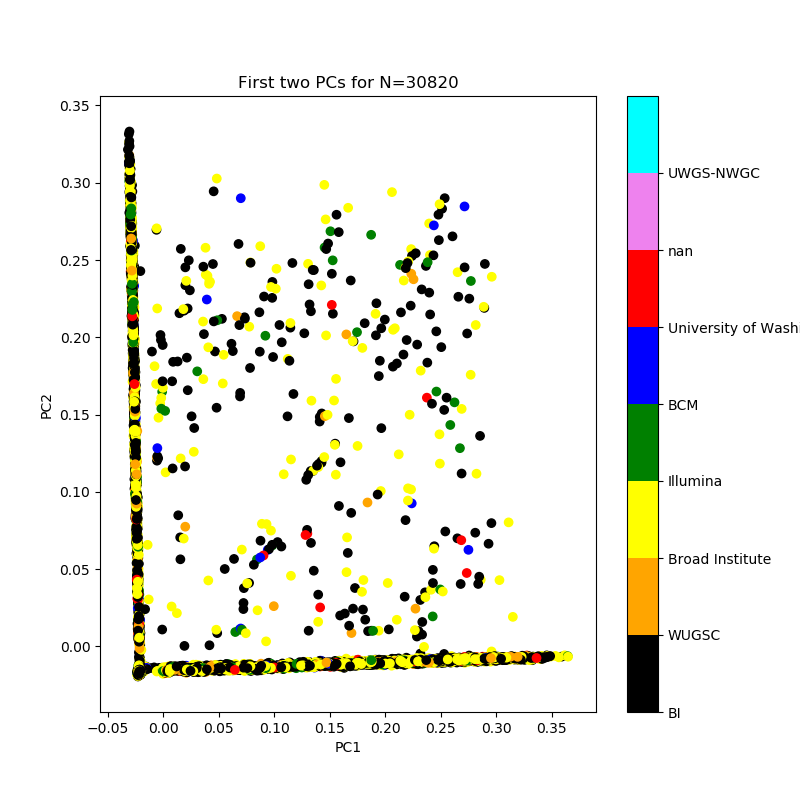 First two PCs for N=30820
0.35
0.30
0.25
0.20
0.15
0.10
0.05
0.00
PC2
−0.05
0.00
0.05
0.10
0.15
0.20
0.25
0.30
0.35
PC1
UWGS-NWGC
nan
University of Wash
BCM
Illumina
Broad Institute
WUGSC
BI